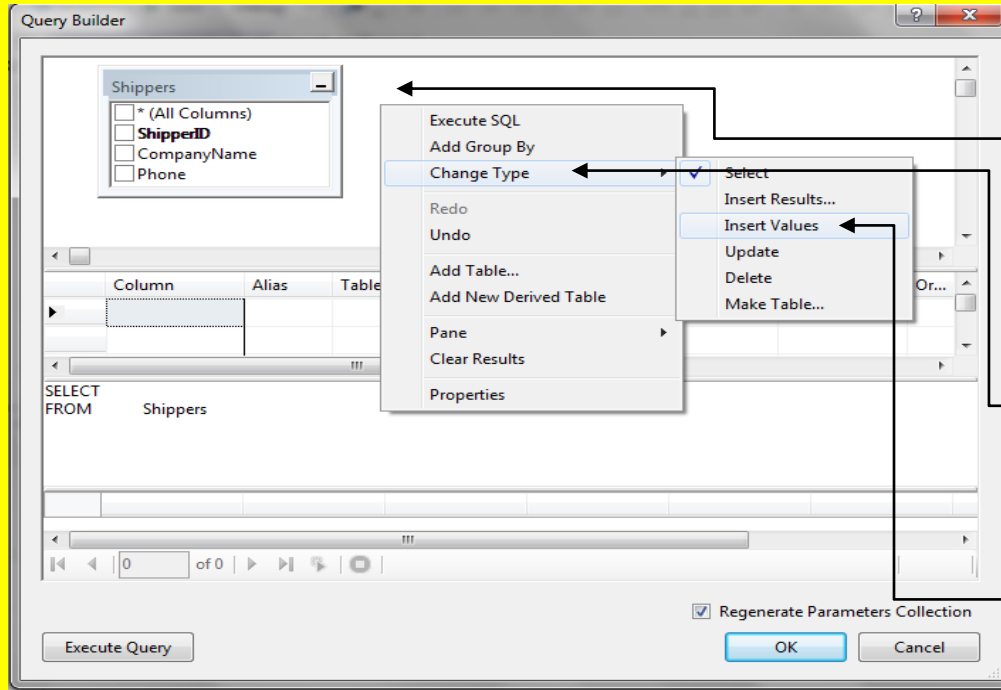 Query Builder
Shippers
* (All Columns)
ShipperID
CompanyName
Phone
Execute SQL
Add Group By
Change Type
Redo
Undo
Add Table...
Add New Derived Table
Pane
Clear Results
Properties
Select
Insert Results...
Insert Values
Update
Delete
Make Table...
Column Alias Table Or...
SELECT
FROM Shippers
0 of 0
Regenerate Parameters Collection
Execute Query OK Cancel